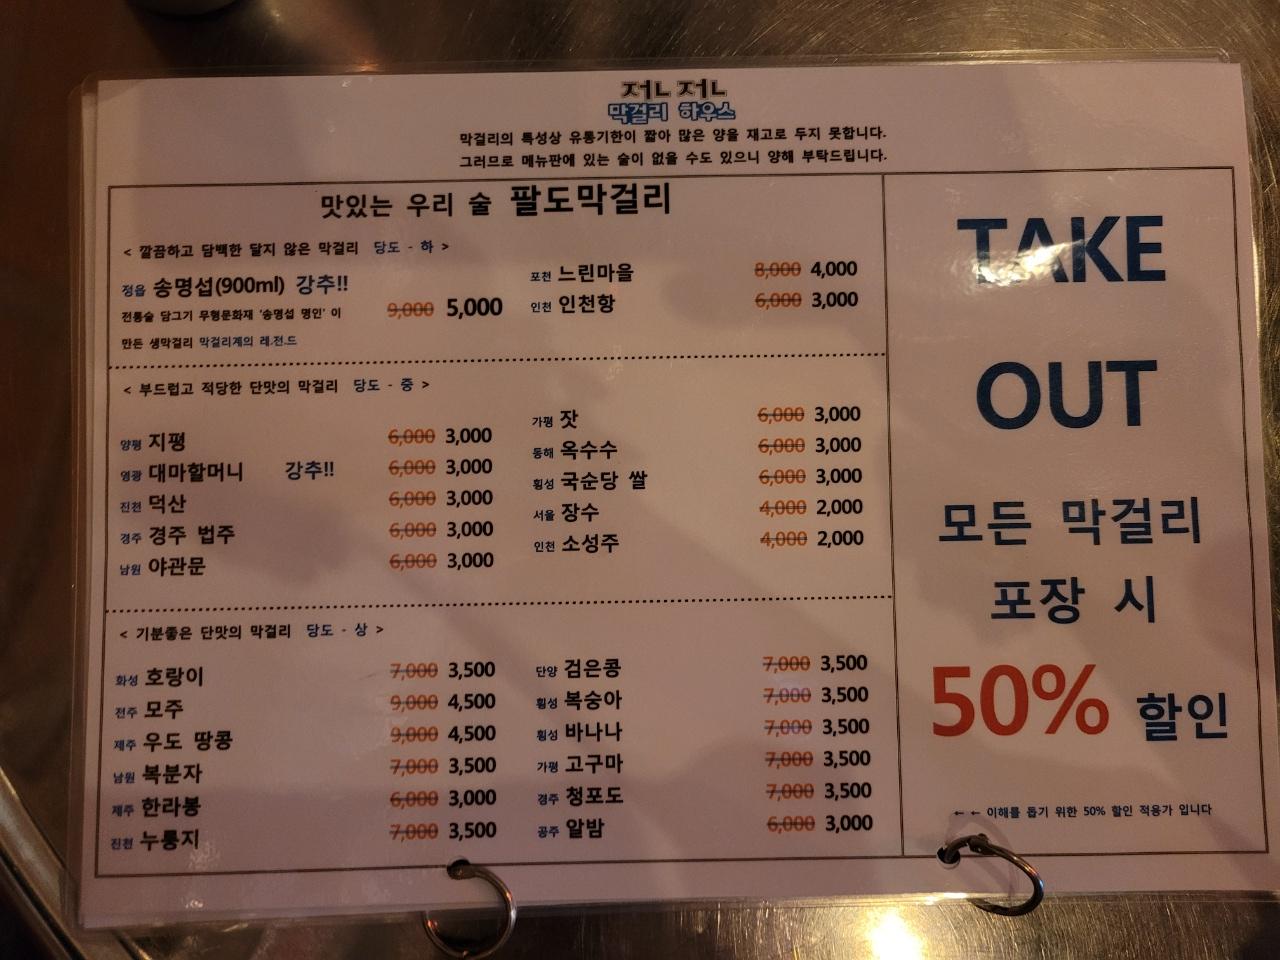 저ㄴ 저ㄴ
막걸리 하우스
막걸리의 특성상 유통기한이 짧아 많은 양을 재고로 두지 못합니다.
그러므로 메뉴판에 있는 술이 없을 수도 있으니 양해 부탁드립니다.
맛있는 우리 술 팔도막걸리
< 깔끔하고 담백한 달지 않은 막걸리 당도 - 하 >
정읍 송명섭(900ml) 강추!!
전통술 담그기 무형문화재 '송명섭 명인' 이 9,000 5,000
만든 생막걸리 막걸리계의 레.전.드
포천 느린마을 8,000 4,000
인천 인천항 6,000 3,000
< 부드럽고 적당한 단맛의 막걸리 당도 - 중 >
양평 지평 6,000 3,000
영광 대마할머니 강추!! 6,000 3,000
진천 덕산 6,000 3,000
경주 경주 법주 6,000 3,000
남원 야관문 6,000 3,000
가평 잣 6,000 3,000
동해 옥수수 6,000 3,000
횡성 국순당 쌀 6,000 3,000
서울 장수 4,000 2,000
인천 소성주 4,000 2,000
< 기분좋은 단맛의 막걸리 당도 - 상 >
화성 호랑이 7,000 3,500
전주 모주 9,000 4,500
제주 우도 땅콩 9,000 4,500
남원 복분자 7,000 3,500
제주 한라봉 6,000 3,000
진천 누룽지 7,000 3,500
단양 검은콩 7,000 3,500
횡성 복숭아 7,000 3,500
횡성 바나나 7,000 3,500
가평 고구마 7,000 3,500
경주 청포도 7,000 3,500
공주 알밤 6,000 3,000
TAKE
OUT
모든 막걸리
포장 시
50% 할인
← ← 이해를 돕기 위한 50% 할인 적용가 입니다